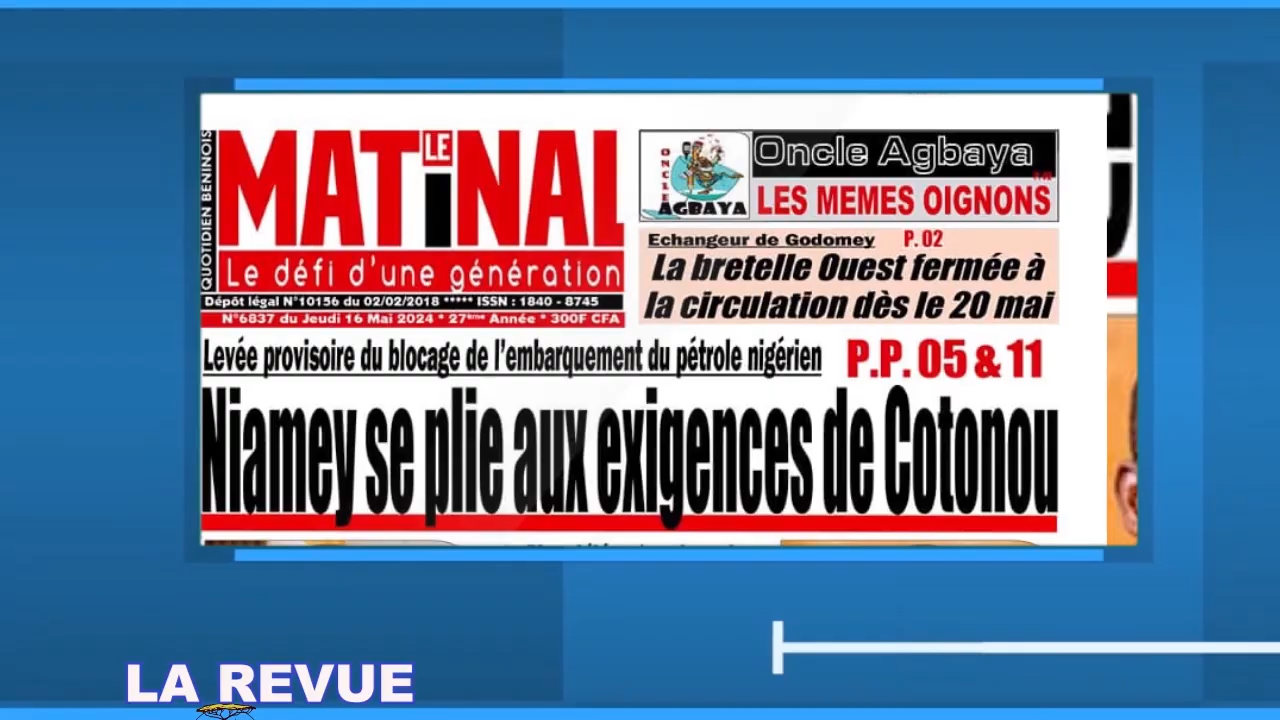 QUOTIDIEN BENINOIS
LE
MATiNAL
Le défi d'une génération
Dépôt légal N°10156 du 02/02/2018 ***** ISSN : 1840 - 8745
N°6837 du Jeudi 16 Mai 2024 * 27ème Année * 300F CFA
ONCLE
AGBAYA
Oncle Agbaya
LES MEMES OIGNONS
Echangeur de Godomey P. 02
La bretelle Ouest fermée à
la circulation dès le 20 mai
Levée provisoire du blocage de l'embarquement du pétrole nigérien P.P. 05 & 11
Niamey se plie aux exigences de Cotonou
LA REVUE